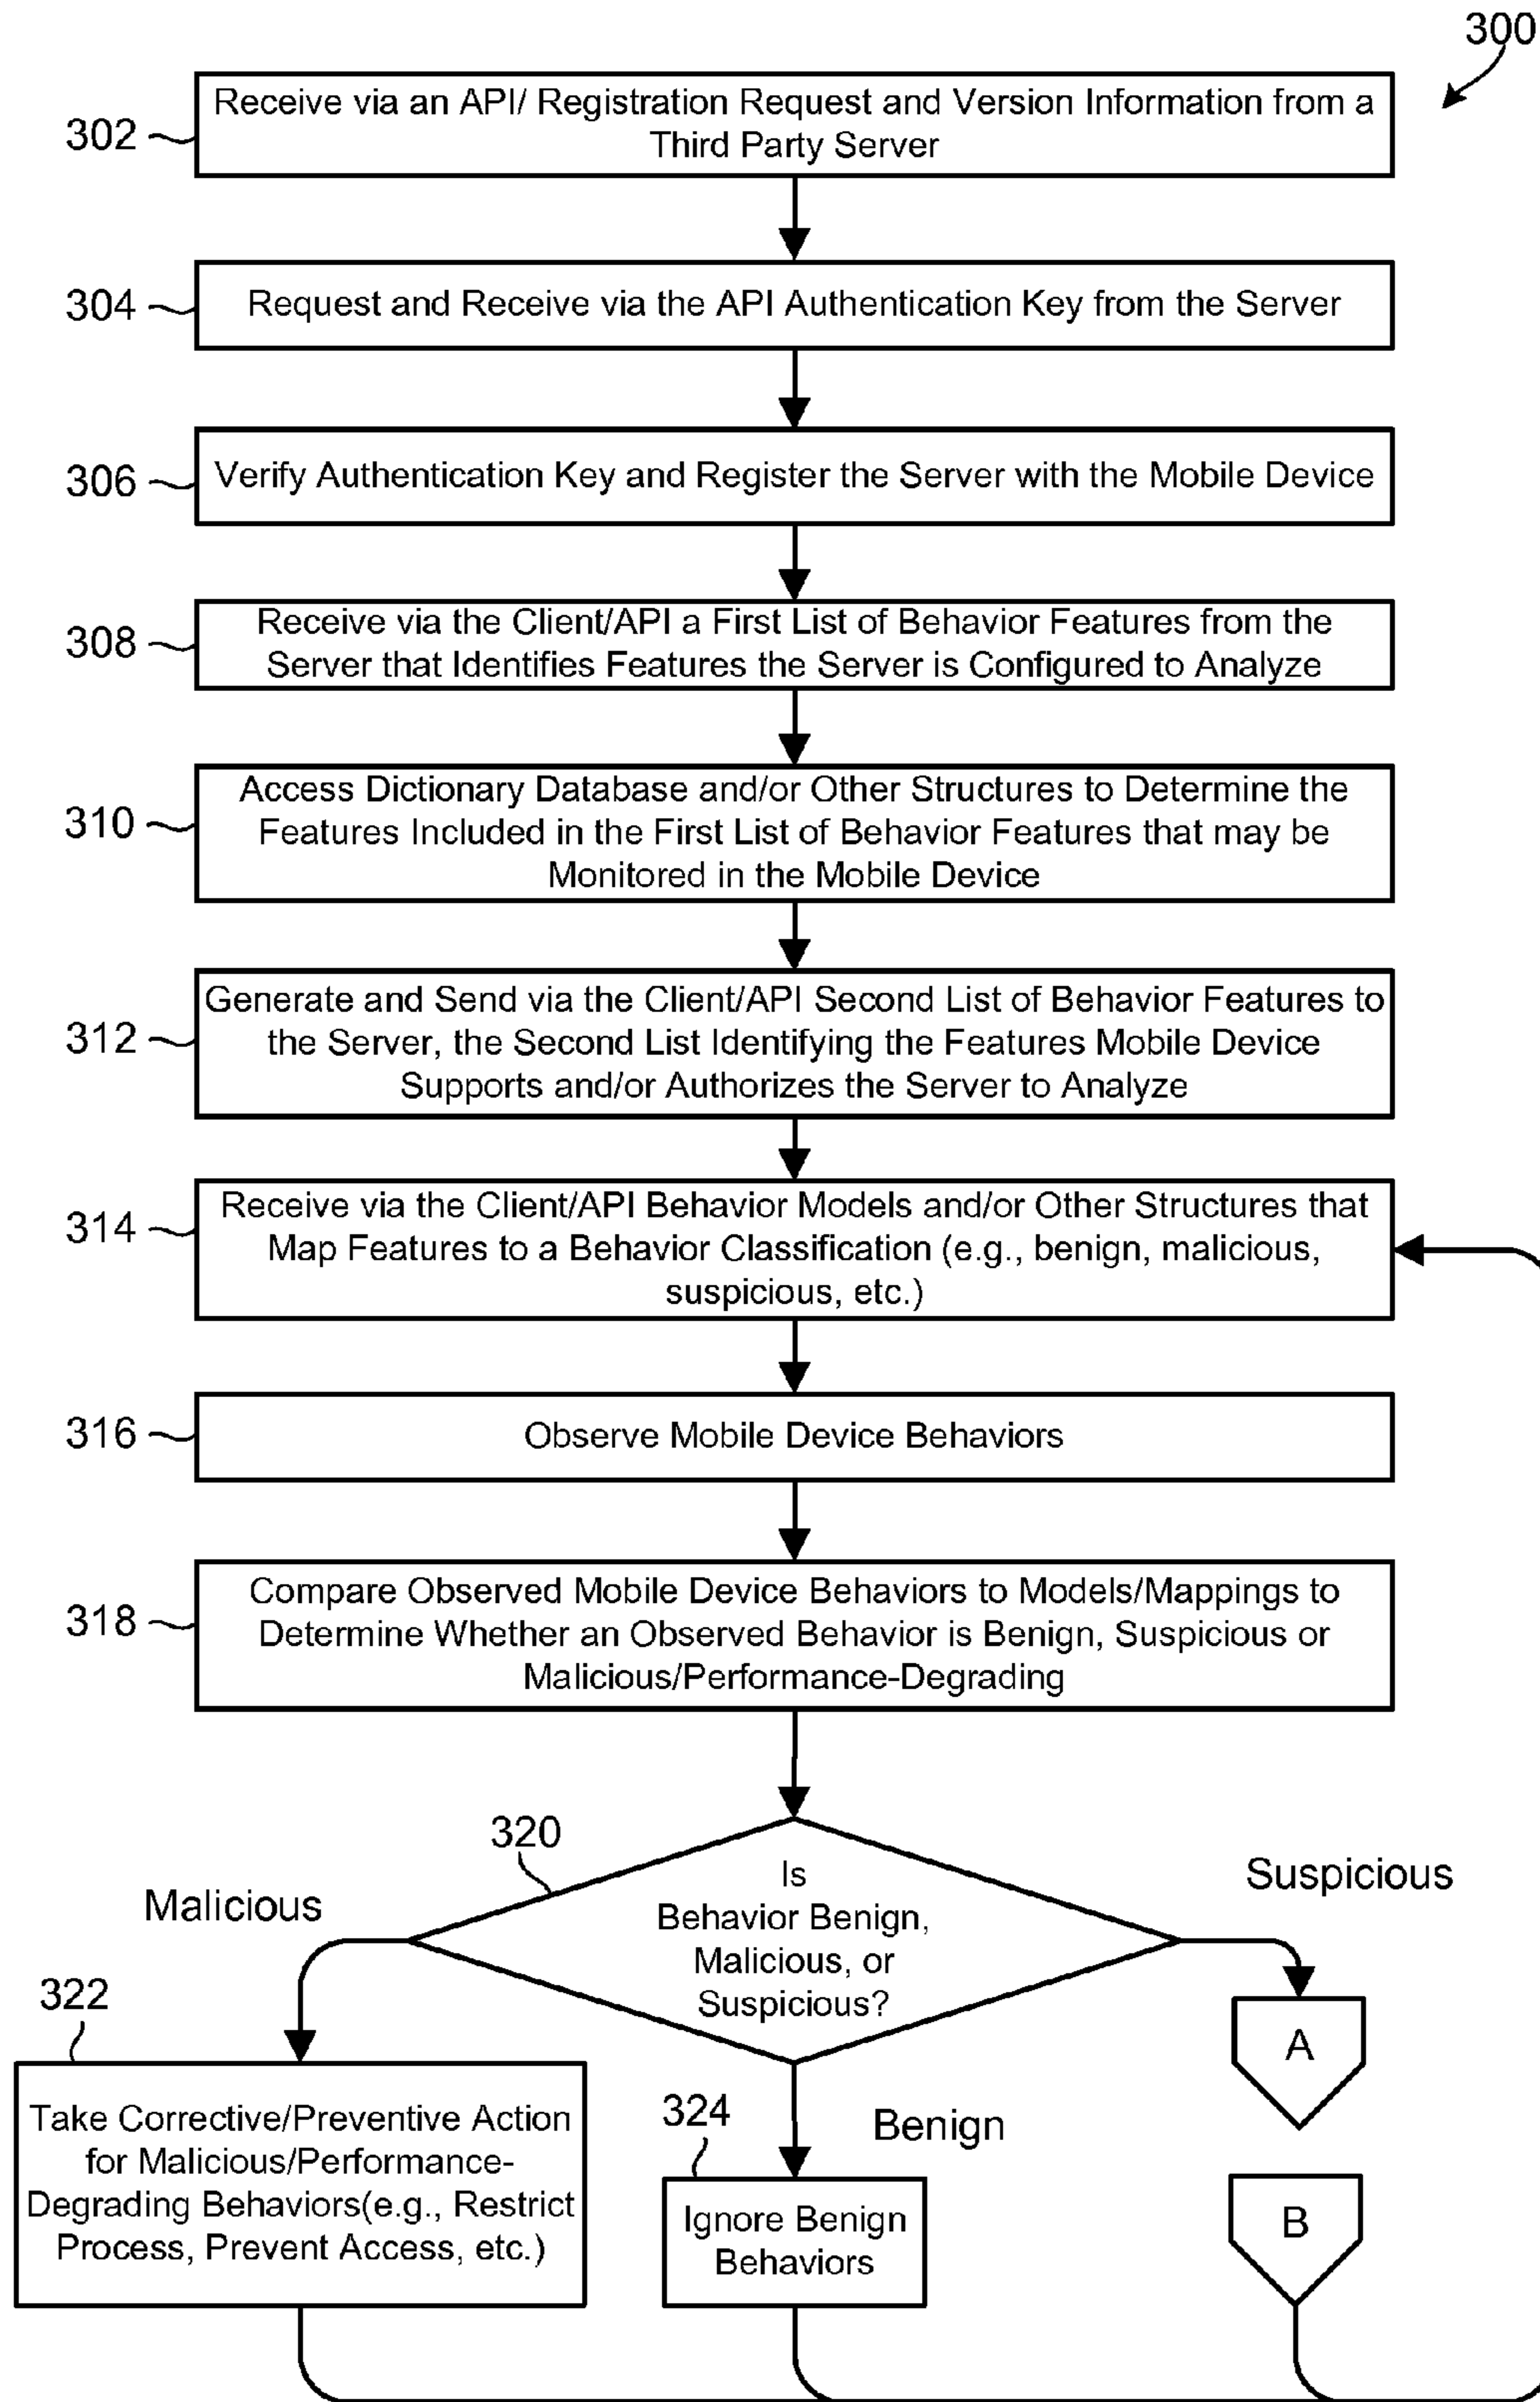 300
302
Receive via an API/ Registration Request and Version Information from a
Third Party Server
304
Request and Receive via the API Authentication Key from the Server
306
Verify Authentication Key and Register the Server with the Mobile Device
308
Receive via the Client/API a First List of Behavior Features from the
Server that Identifies Features the Server is Configured to Analyze
310
Access Dictionary Database and/or Other Structures to Determine the
Features Included in the First List of Behavior Features that may be
Monitored in the Mobile Device
312
Generate and Send via the Client/API Second List of Behavior Features to
the Server, the Second List Identifying the Features Mobile Device
Supports and/or Authorizes the Server to Analyze
314
Receive via the Client/API Behavior Models and/or Other Structures that
Map Features to a Behavior Classification (e.g., benign, malicious,
suspicious, etc.)
316
Observe Mobile Device Behaviors
318
Compare Observed Mobile Device Behaviors to Models/Mappings to
Determine Whether an Observed Behavior is Benign, Suspicious or
Malicious/Performance-Degrading
320
Is
Behavior Benign,
Malicious, or
Suspicious?
Malicious
Suspicious
322
Take Corrective/Preventive Action
for Malicious/Performance-
Degrading Behaviors(e.g., Restrict
Process, Prevent Access, etc.)
324
Benign
Ignore Benign
Behaviors
A
B